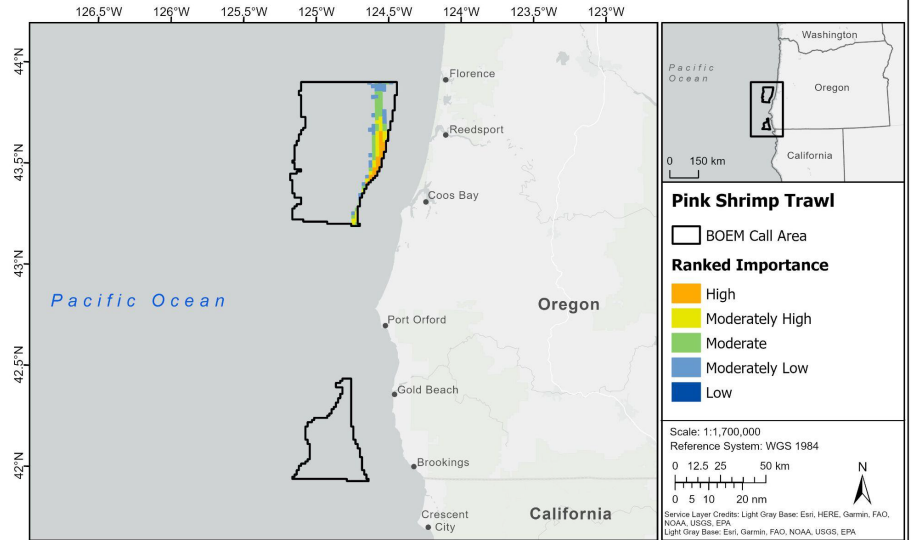 126.5°W 126°W 125.5°W 125°W 124.5°W 124°W 123.5°W 123°W
44°N
43.5°N
43°N
42.5°N
42°N
Florence
Reedsport
Coos Bay
Pacific Ocean
Oregon
Port Orford
Gold Beach
Brookings
Crescent
City
California
Washington
Pacific
Ocean
Oregon
California
0 150 km
Pink Shrimp Trawl
BOEM Call Area
Ranked Importance
High
Moderately High
Moderate
Moderately Low
Low
Scale: 1:1,700,000
Reference System: WGS 1984
0 12.5 25 50 km
0 5 10 20 nm
N
Service Layer Credits: Light Gray Base: Esri, HERE, Garmin, FAO,
NOAA, USGS, EPA
Light Gray Base: Esri, Garmin, FAO, NOAA, USGS, EPA